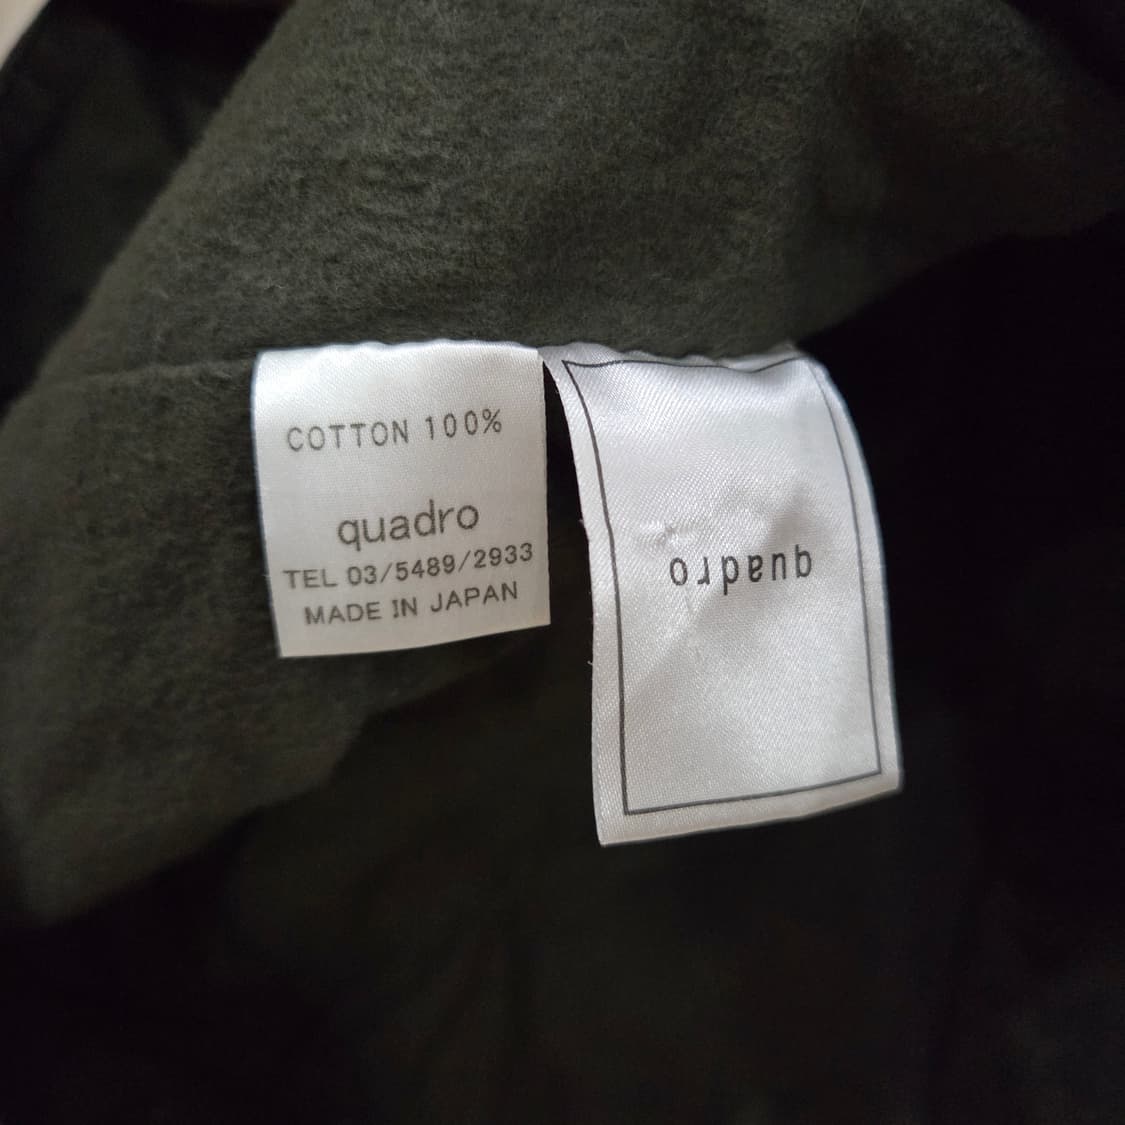 COTTON 100%
quadro
TEL 03/5489/2933
MADE IN JAPAN
quadro